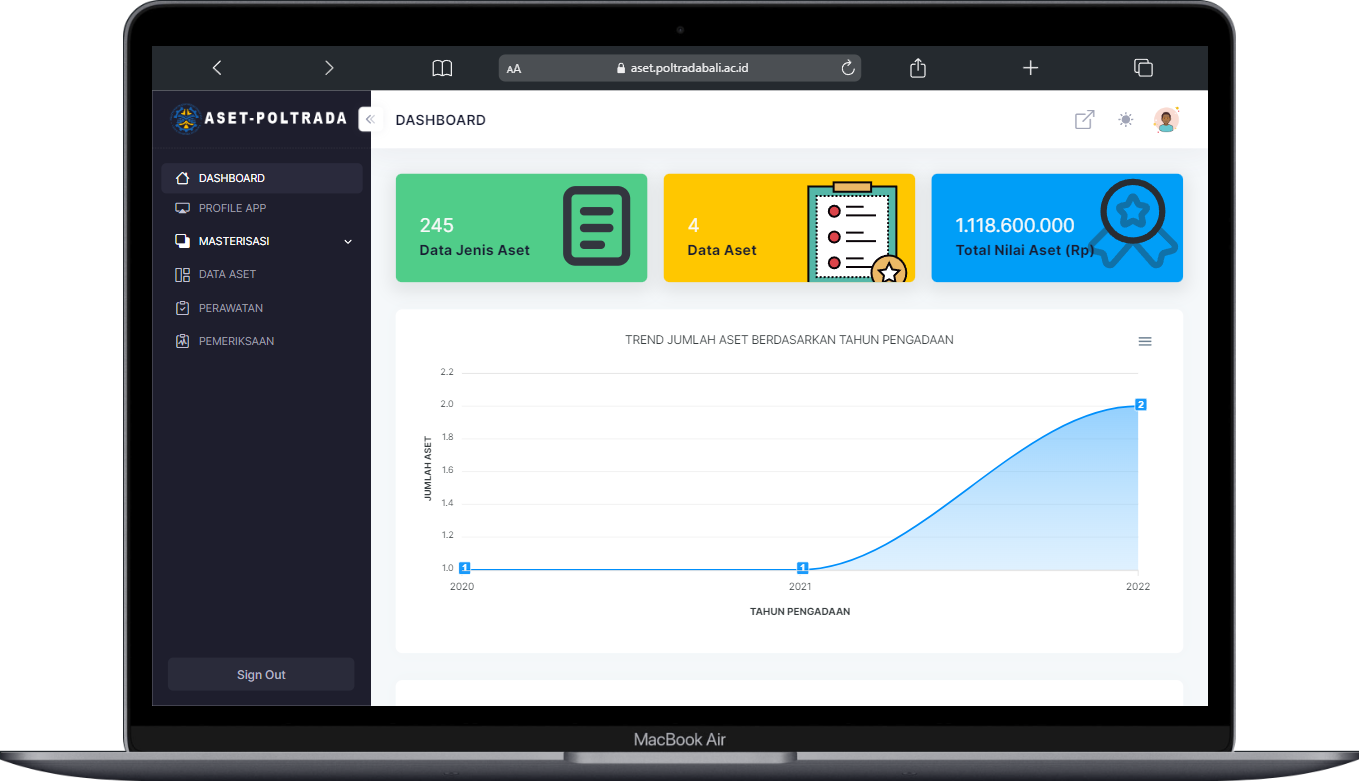 AA
aset.poltradabali.ac.id
ASET-POLTRADA
DASHBOARD
DASHBOARD
PROFILE APP
MASTERISASI
DATA ASET
PERAWATAN
PEMERIKSAAN
Sign Out
245
Data Jenis Aset
4
Data Aset
1.118.600.000
Total Nilai Aset (Rp)
TREND JUMLAH ASET BERDASARKAN TAHUN PENGADAAN
2.2
2.0
1.8
1.6
1.4
1.2
1.0
JUMLAH ASET
1
1
2
2020
2021
2022
TAHUN PENGADAAN
MacBook Air